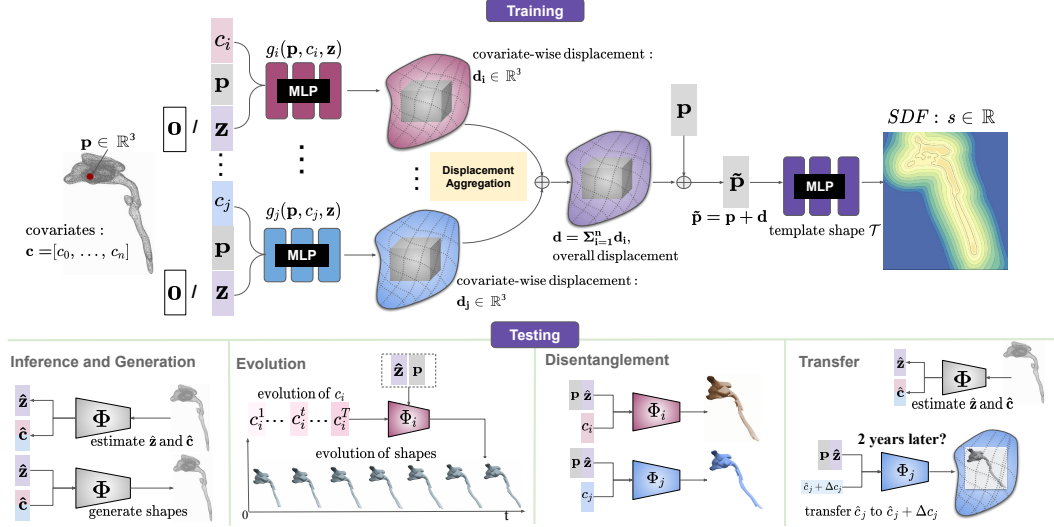 Training
c_i
p
0 / z
g_i(p, c_i, z)
MLP
covariate-wise displacement :
d_i ∈ ℝ^3
p ∈ ℝ^3
covariates :
c =[c_0, … , c_n]
c_j
p
0 / z
g_j(p, c_j, z)
MLP
covariate-wise displacement :
d_j ∈ ℝ^3
Displacement
Aggregation
d = Σ_{i=1}^n d_i,
overall displacement
p
p̃
p̃ = p + d
MLP
template shape 𝒯
SDF : s ∈ ℝ
Testing
Inference and Generation
ẑ
ĉ
Φ
estimate ẑ and ĉ
ẑ
ĉ
Φ
generate shapes
Evolution
ẑ p
evolution of c_i
c_i^1 ··· c_i^t ··· c_i^T
Φ_i
evolution of shapes
0
t
Disentanglement
p ẑ
c_i
Φ_i
p ẑ
c_j
Φ_j
Transfer
ẑ
ĉ
Φ
estimate ẑ and ĉ
2 years later?
p ẑ
ĉ_j + Δc_j
Φ_j
transfer ĉ_j to ĉ_j + Δc_j